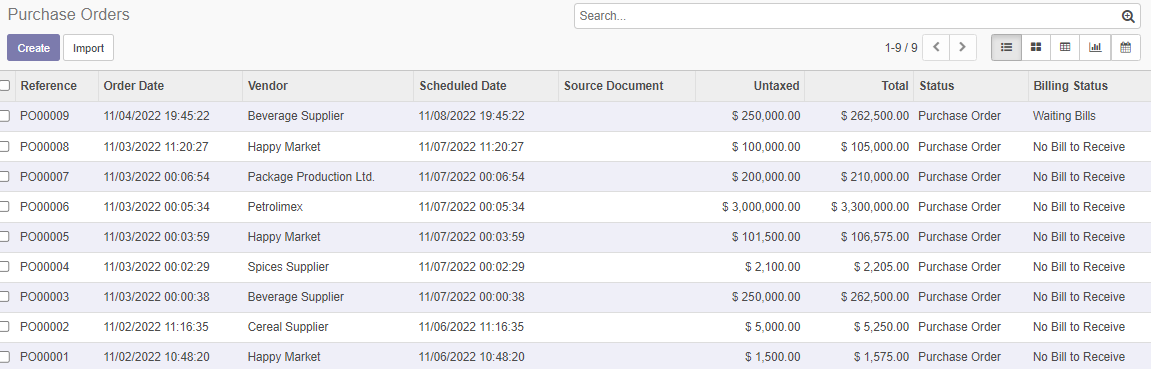 Purchase Orders
Search...
Create Import 1-9 / 9
Reference Order Date Vendor Scheduled Date Source Document Untaxed Total Status Billing Status
PO00009 11/04/2022 19:45:22 Beverage Supplier 11/08/2022 19:45:22 $ 250,000.00 $ 262,500.00 Purchase Order Waiting Bills
PO00008 11/03/2022 11:20:27 Happy Market 11/07/2022 11:20:27 $ 100,000.00 $ 105,000.00 Purchase Order No Bill to Receive
PO00007 11/03/2022 00:06:54 Package Production Ltd. 11/07/2022 00:06:54 $ 200,000.00 $ 210,000.00 Purchase Order No Bill to Receive
PO00006 11/03/2022 00:05:34 Petrolimex 11/07/2022 00:05:34 $ 3,000,000.00 $ 3,300,000.00 Purchase Order No Bill to Receive
PO00005 11/03/2022 00:03:59 Happy Market 11/07/2022 00:03:59 $ 101,500.00 $ 106,575.00 Purchase Order No Bill to Receive
PO00004 11/03/2022 00:02:29 Spices Supplier 11/07/2022 00:02:29 $ 2,100.00 $ 2,205.00 Purchase Order No Bill to Receive
PO00003 11/03/2022 00:00:38 Beverage Supplier 11/07/2022 00:00:38 $ 250,000.00 $ 262,500.00 Purchase Order No Bill to Receive
PO00002 11/02/2022 11:16:35 Cereal Supplier 11/06/2022 11:16:35 $ 5,000.00 $ 5,250.00 Purchase Order No Bill to Receive
PO00001 11/02/2022 10:48:20 Happy Market 11/06/2022 10:48:20 $ 1,500.00 $ 1,575.00 Purchase Order No Bill to Receive